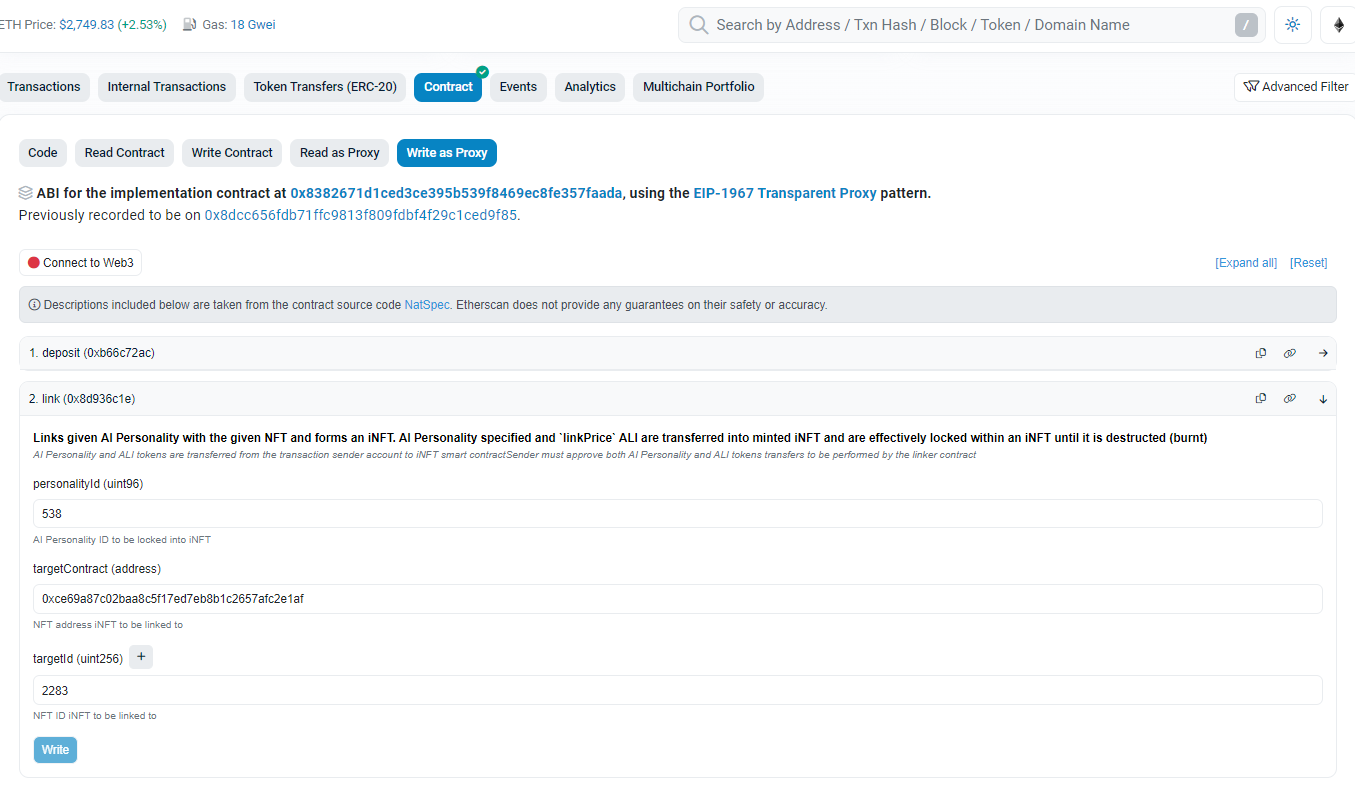 ETH Price: $2,749.83 (+2.53%) Gas: 18 Gwei Search by Address / Txn Hash / Block / Token / Domain Name /
Transactions Internal Transactions Token Transfers (ERC-20) Contract Events Analytics Multichain Portfolio Advanced Filter
Code Read Contract Write Contract Read as Proxy Write as Proxy
ABI for the implementation contract at 0x8382671d1ced3ce395b539f8469ec8fe357faada, using the EIP-1967 Transparent Proxy pattern.
Previously recorded to be on 0x8dcc656fdb71ffc9813f809fdbf4f29c1ced9f85.
Connect to Web3 [Expand all] [Reset]
Descriptions included below are taken from the contract source code NatSpec. Etherscan does not provide any guarantees on their safety or accuracy.
1. deposit (0xb66c72ac)
2. link (0x8d936c1e)
Links given AI Personality with the given NFT and forms an iNFT. AI Personality specified and `linkPrice` ALI are transferred into minted iNFT and are effectively locked within an iNFT until it is destructed (burnt)
AI Personality and ALI tokens are transferred from the transaction sender account to iNFT smart contractSender must approve both AI Personality and ALI tokens transfers to be performed by the linker contract
personalityId (uint96)
538
AI Personality ID to be locked into iNFT
targetContract (address)
0xce69a87c02baa8c5f17ed7eb8b1c2657afc2e1af
NFT address iNFT to be linked to
targetId (uint256) +
2283
NFT ID iNFT to be linked to
Write